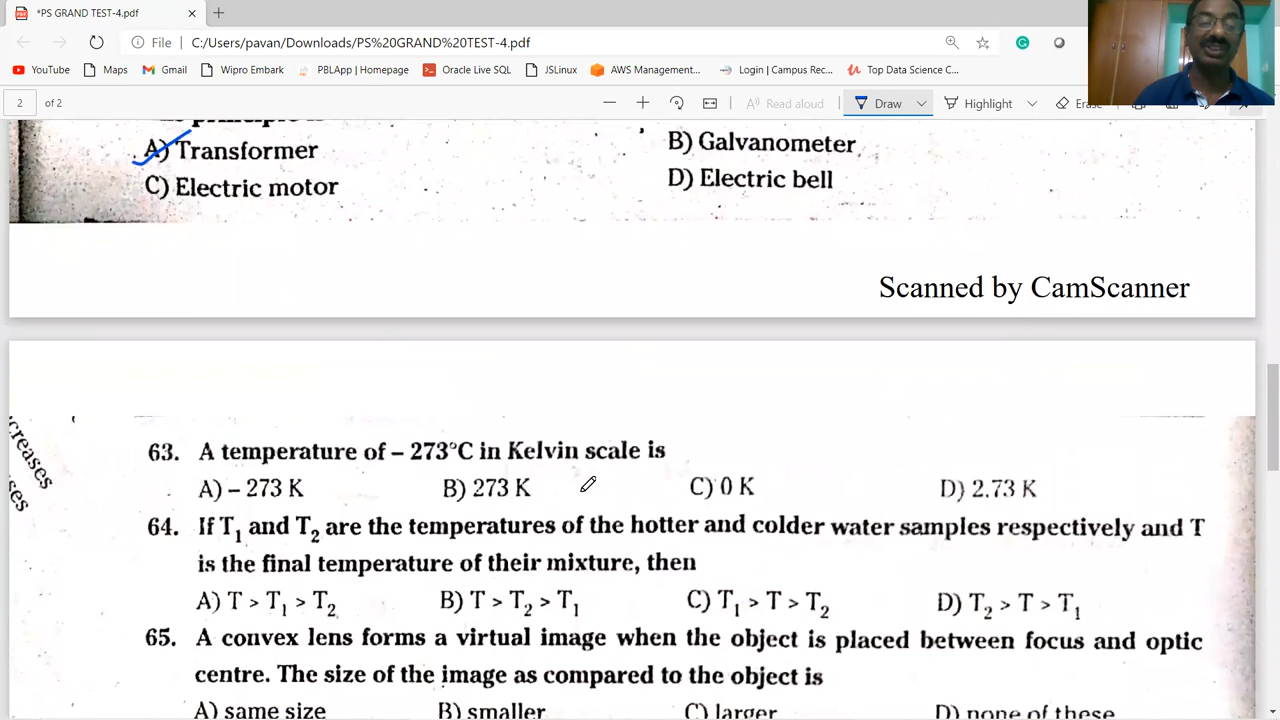 *PS GRAND TEST-4.pdf
File C:/Users/pavan/Downloads/PS%20GRAND%20TEST-4.pdf
YouTube Maps Gmail Wipro Embark PBLApp | Homepage Oracle Live SQL JSLinux AWS Management... Login | Campus Rec... Top Data Science C...
2 of 2 Read aloud Draw Highlight Erase
A) Transformer B) Galvanometer
C) Electric motor D) Electric bell
Scanned by CamScanner
creases
63. A temperature of – 273°C in Kelvin scale is
A) – 273 K B) 273 K C) 0 K D) 2.73 K
64. If T1 and T2 are the temperatures of the hotter and colder water samples respectively and T
is the final temperature of their mixture, then
A) T > T1 > T2 B) T > T2 > T1 C) T1 > T > T2 D) T2 > T > T1
65. A convex lens forms a virtual image when the object is placed between focus and optic
centre. The size of the image as compared to the object is
A) same size B) smaller C) larger D) none of these